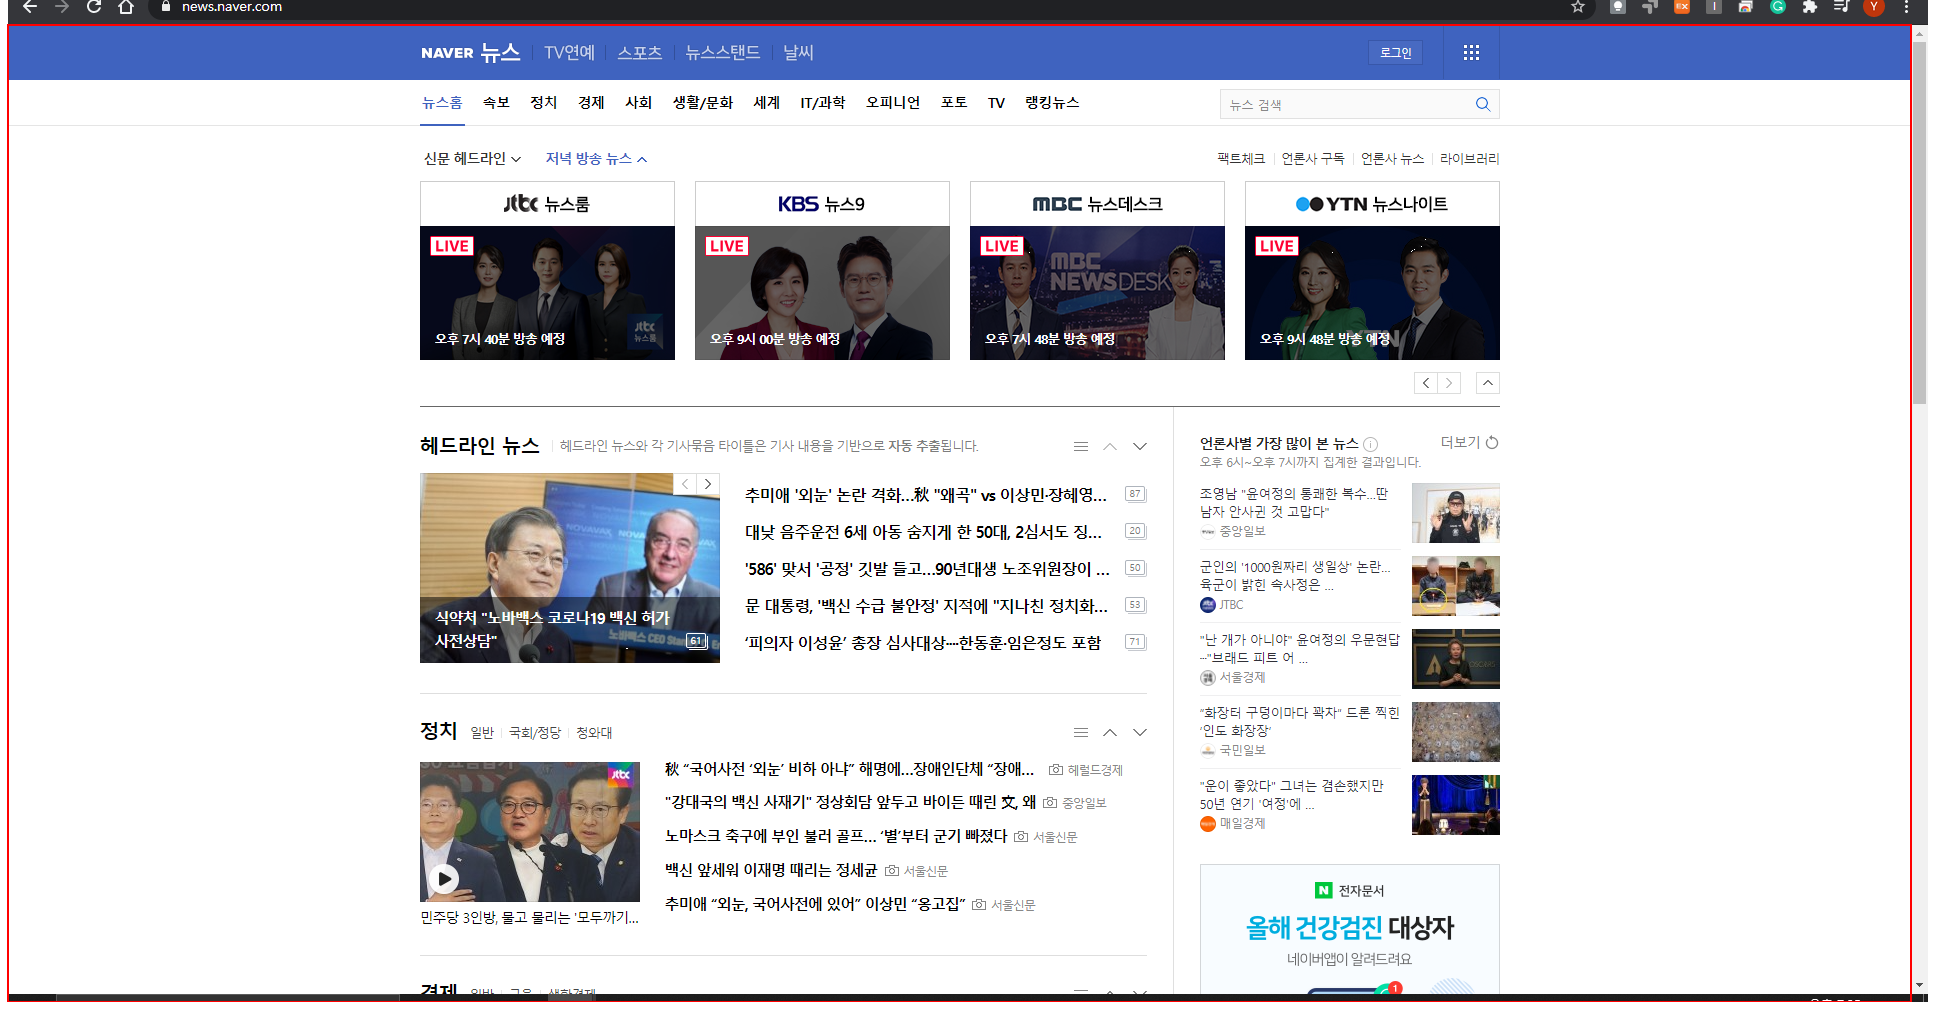 news.naver.com
NAVER 뉴스 TV연예 스포츠 뉴스스탠드 날씨
로그인
뉴스홈 속보 정치 경제 사회 생활/문화 세계 IT/과학 오피니언 포토 TV 랭킹뉴스
뉴스 검색
신문 헤드라인 저녁 방송 뉴스
팩트체크 언론사 구독 언론사 뉴스 라이브러리
jtbc 뉴스룸
LIVE
jtbc
뉴스룸
오후 7시 40분 방송 예정
KBS 뉴스9
LIVE
오후 9시 00분 방송 예정
MBC 뉴스데스크
LIVE
MBC
NEWSDESK
오후 7시 48분 방송 예정
YTN 뉴스나이트
LIVE
YTN
오후 9시 48분 방송 예정
헤드라인 뉴스 헤드라인 뉴스와 각 기사묶음 타이틀은 기사 내용을 기반으로 자동 추출됩니다.
NOVAVAX
식약처 "노바백스 코로나19 백신 허가
사전상담"
61
노바백스 CEO
추미애 '외눈' 논란 격화…秋 "왜곡" vs 이상민·장혜영... 87
대낮 음주운전 6세 아동 숨지게 한 50대, 2심서도 징... 20
'586' 맞서 '공정' 깃발 들고…90년대생 노조위원장이 ... 50
문 대통령, '백신 수급 불안정' 지적에 "지나친 정치화... 53
‘피의자 이성윤’ 총장 심사대상…·한동훈·임은정도 포함 71
정치 일반 국회/정당 청와대
jtbc
민주당 3인방, 물고 물리는 '모두까기...
秋 “국어사전 ‘외눈’ 비하 아냐” 해명에…장애인단체 “장애... 헤럴드경제
"강대국의 백신 사재기" 정상회담 앞두고 바이든 때린 文, 왜 중앙일보
노마스크 축구에 부인 불러 골프… ‘별’부터 군기 빠졌다 서울신문
백신 앞세워 이재명 때리는 정세균 서울신문
추미애 “외눈, 국어사전에 있어” 이상민 “옹고집” 서울신문
경제 일반 금융 생활경제
언론사별 가장 많이 본 뉴스 더보기
오후 6시~오후 7시까지 집계한 결과입니다.
조영남 "윤여정의 통쾌한 복수…딴
남자 안사귄 것 고맙다"
중앙일보
군인의 '1000원짜리 생일상' 논란…
육군이 밝힌 속사정은 ...
JTBC
"난 개가 아니야" 윤여정의 우문현답
…"브래드 피트 어 ...
서울경제
OSCARS
“화장터 구덩이마다 꽉차” 드론 찍힌
‘인도 화장장’
국민일보
"운이 좋았다" 그녀는 겸손했지만
50년 연기 '여정'에 ...
매일경제
N 전자문서
올해 건강검진 대상자
네이버앱이 알려드려요
1